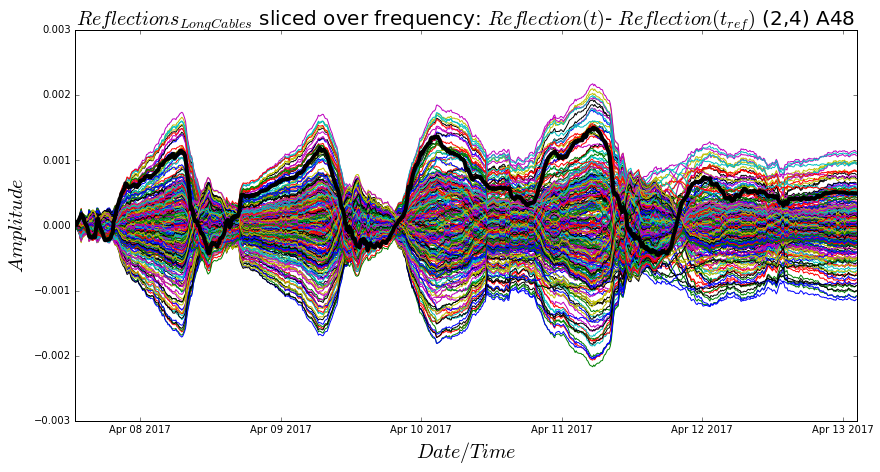 Reflections_LongCables sliced over frequency: Reflection(t)- Reflection(t_ref) (2,4) A48
0.003
0.002
0.001
0.000
−0.001
−0.002
−0.003
Amplitude
Apr 08 2017 Apr 09 2017 Apr 10 2017 Apr 11 2017 Apr 12 2017 Apr 13 2017
Date/Time